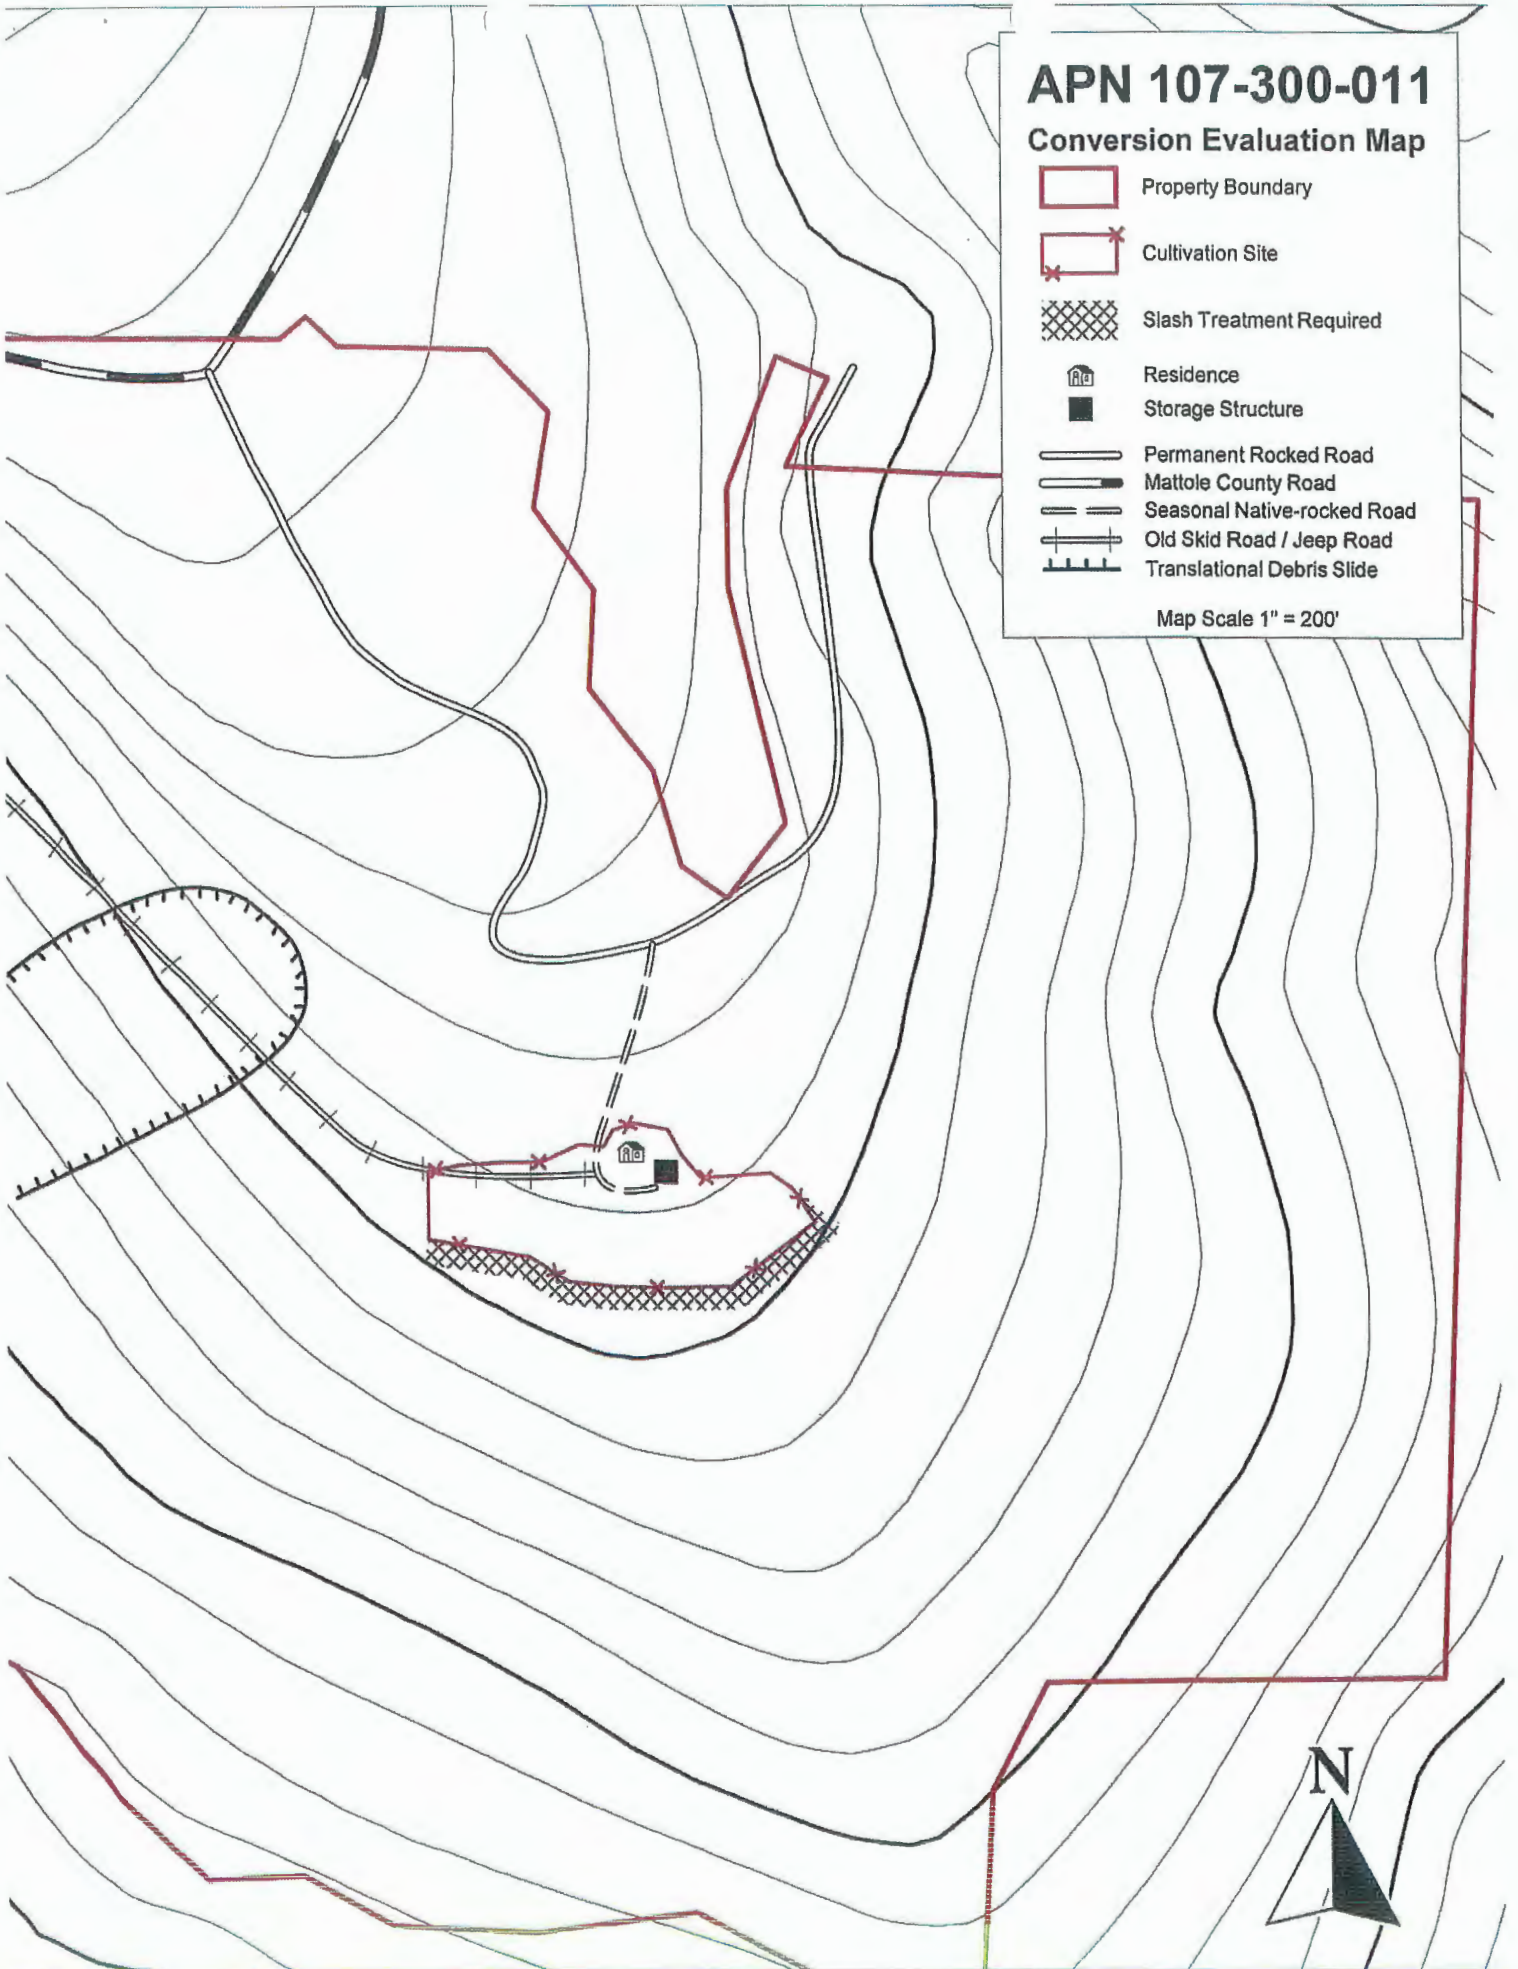 APN 107-300-011
Conversion Evaluation Map
Property Boundary
Cultivation Site
Slash Treatment Required
Residence
Storage Structure
Permanent Rocked Road
Mattole County Road
Seasonal Native-rocked Road
Old Skid Road / Jeep Road
Translational Debris Slide
Map Scale 1" = 200'
N